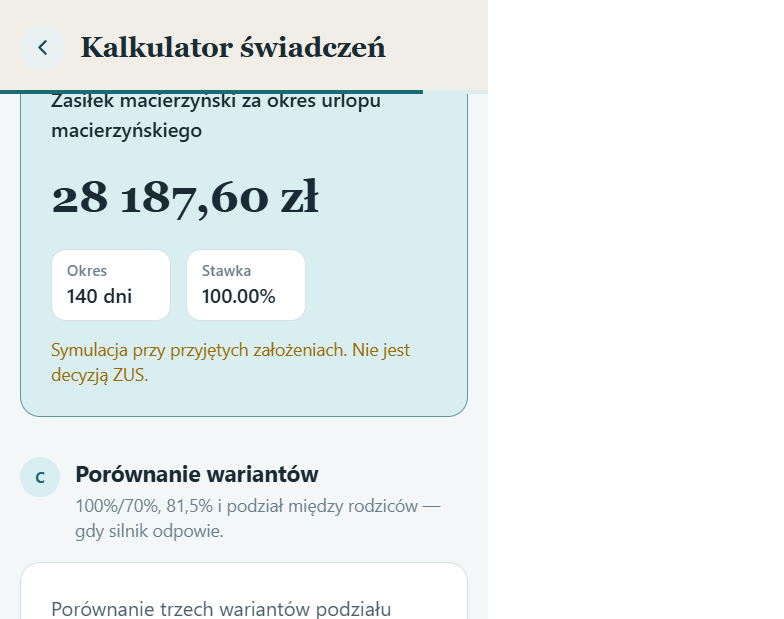 Kalkulator świadczeń
Zasiłek macierzyński za okres urlopu
macierzyńskiego
28 187,60 zł
Okres
140 dni
Stawka
100.00%
Symulacja przy przyjętych założeniach. Nie jest
decyzją ZUS.
C
Porównanie wariantów
100%/70%, 81,5% i podział między rodziców —
gdy silnik odpowie.
Porównanie trzech wariantów podziału